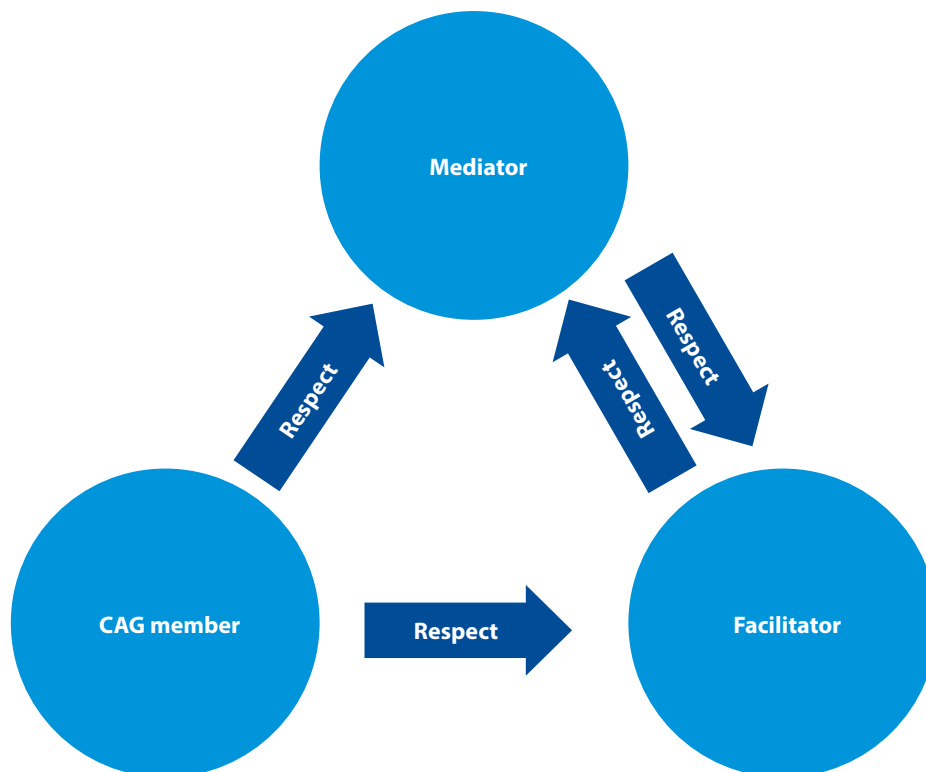 Mediator
Respect
Respect
Respect
CAG member
Respect
Facilitator